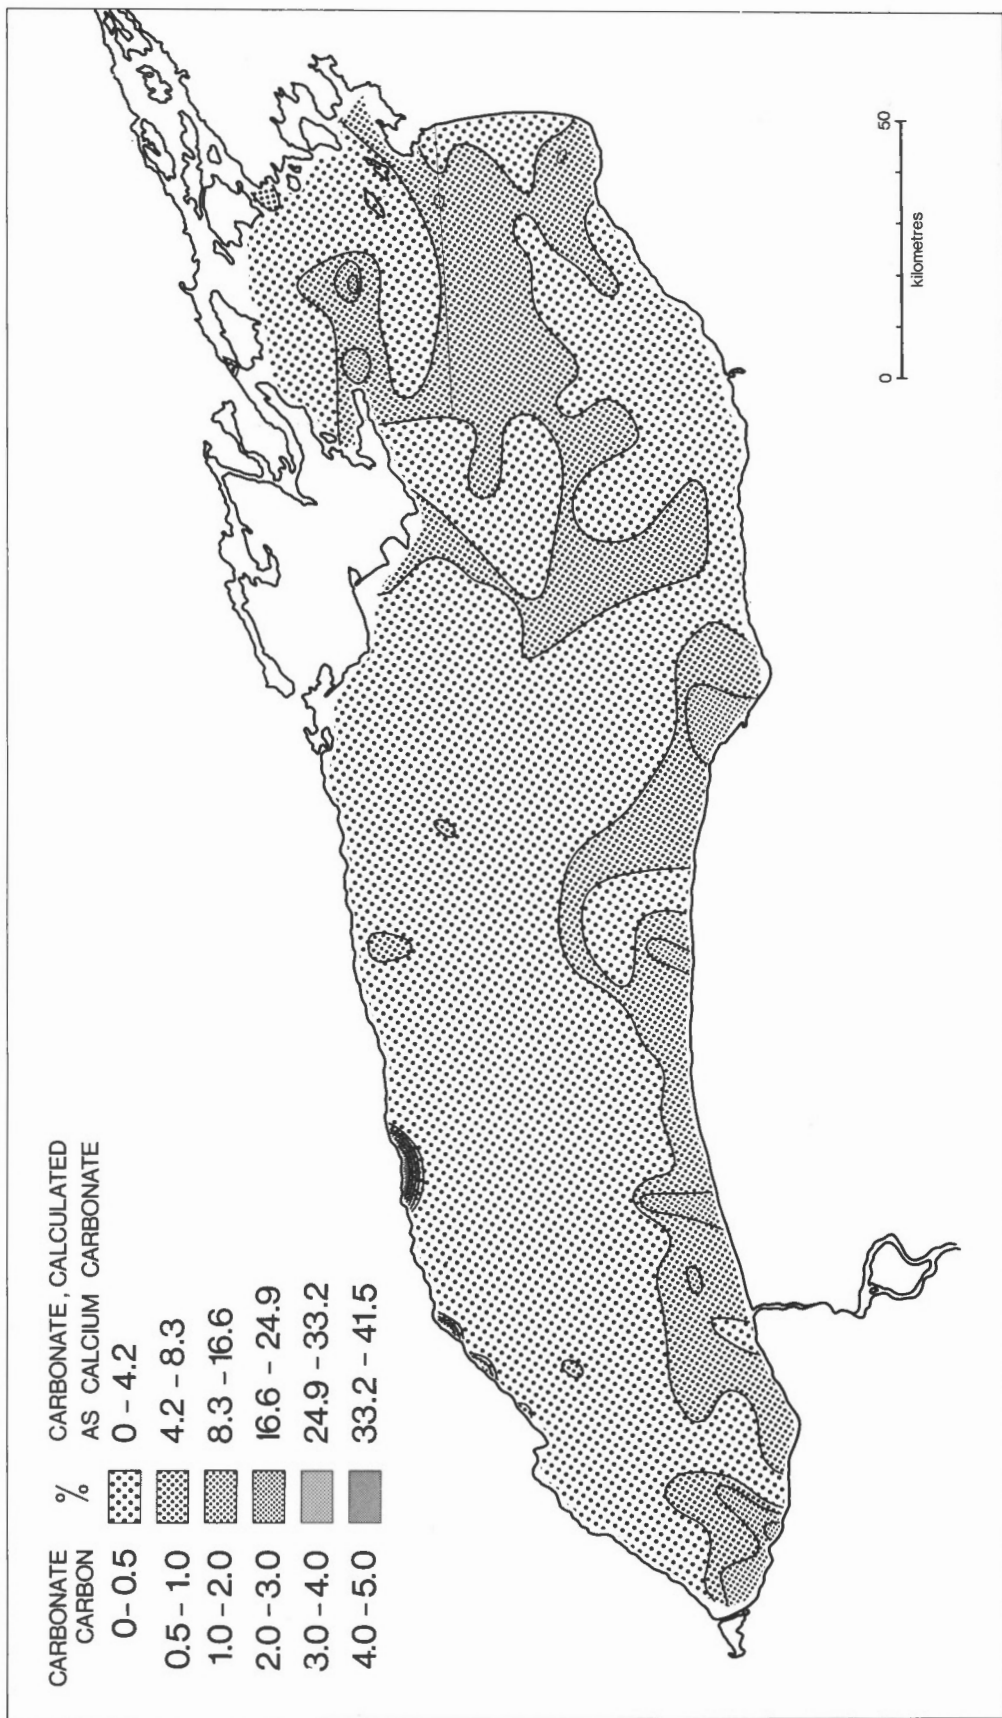 CARBONATE % CARBONATE, CALCULATED
CARBON AS CALCIUM CARBONATE
0-0.5 0-4.2
0.5-1.0 4.2-8.3
1.0-2.0 8.3-16.6
2.0-3.0 16.6-24.9
3.0-4.0 24.9-33.2
4.0-5.0 33.2-41.5
0 50
kilometres